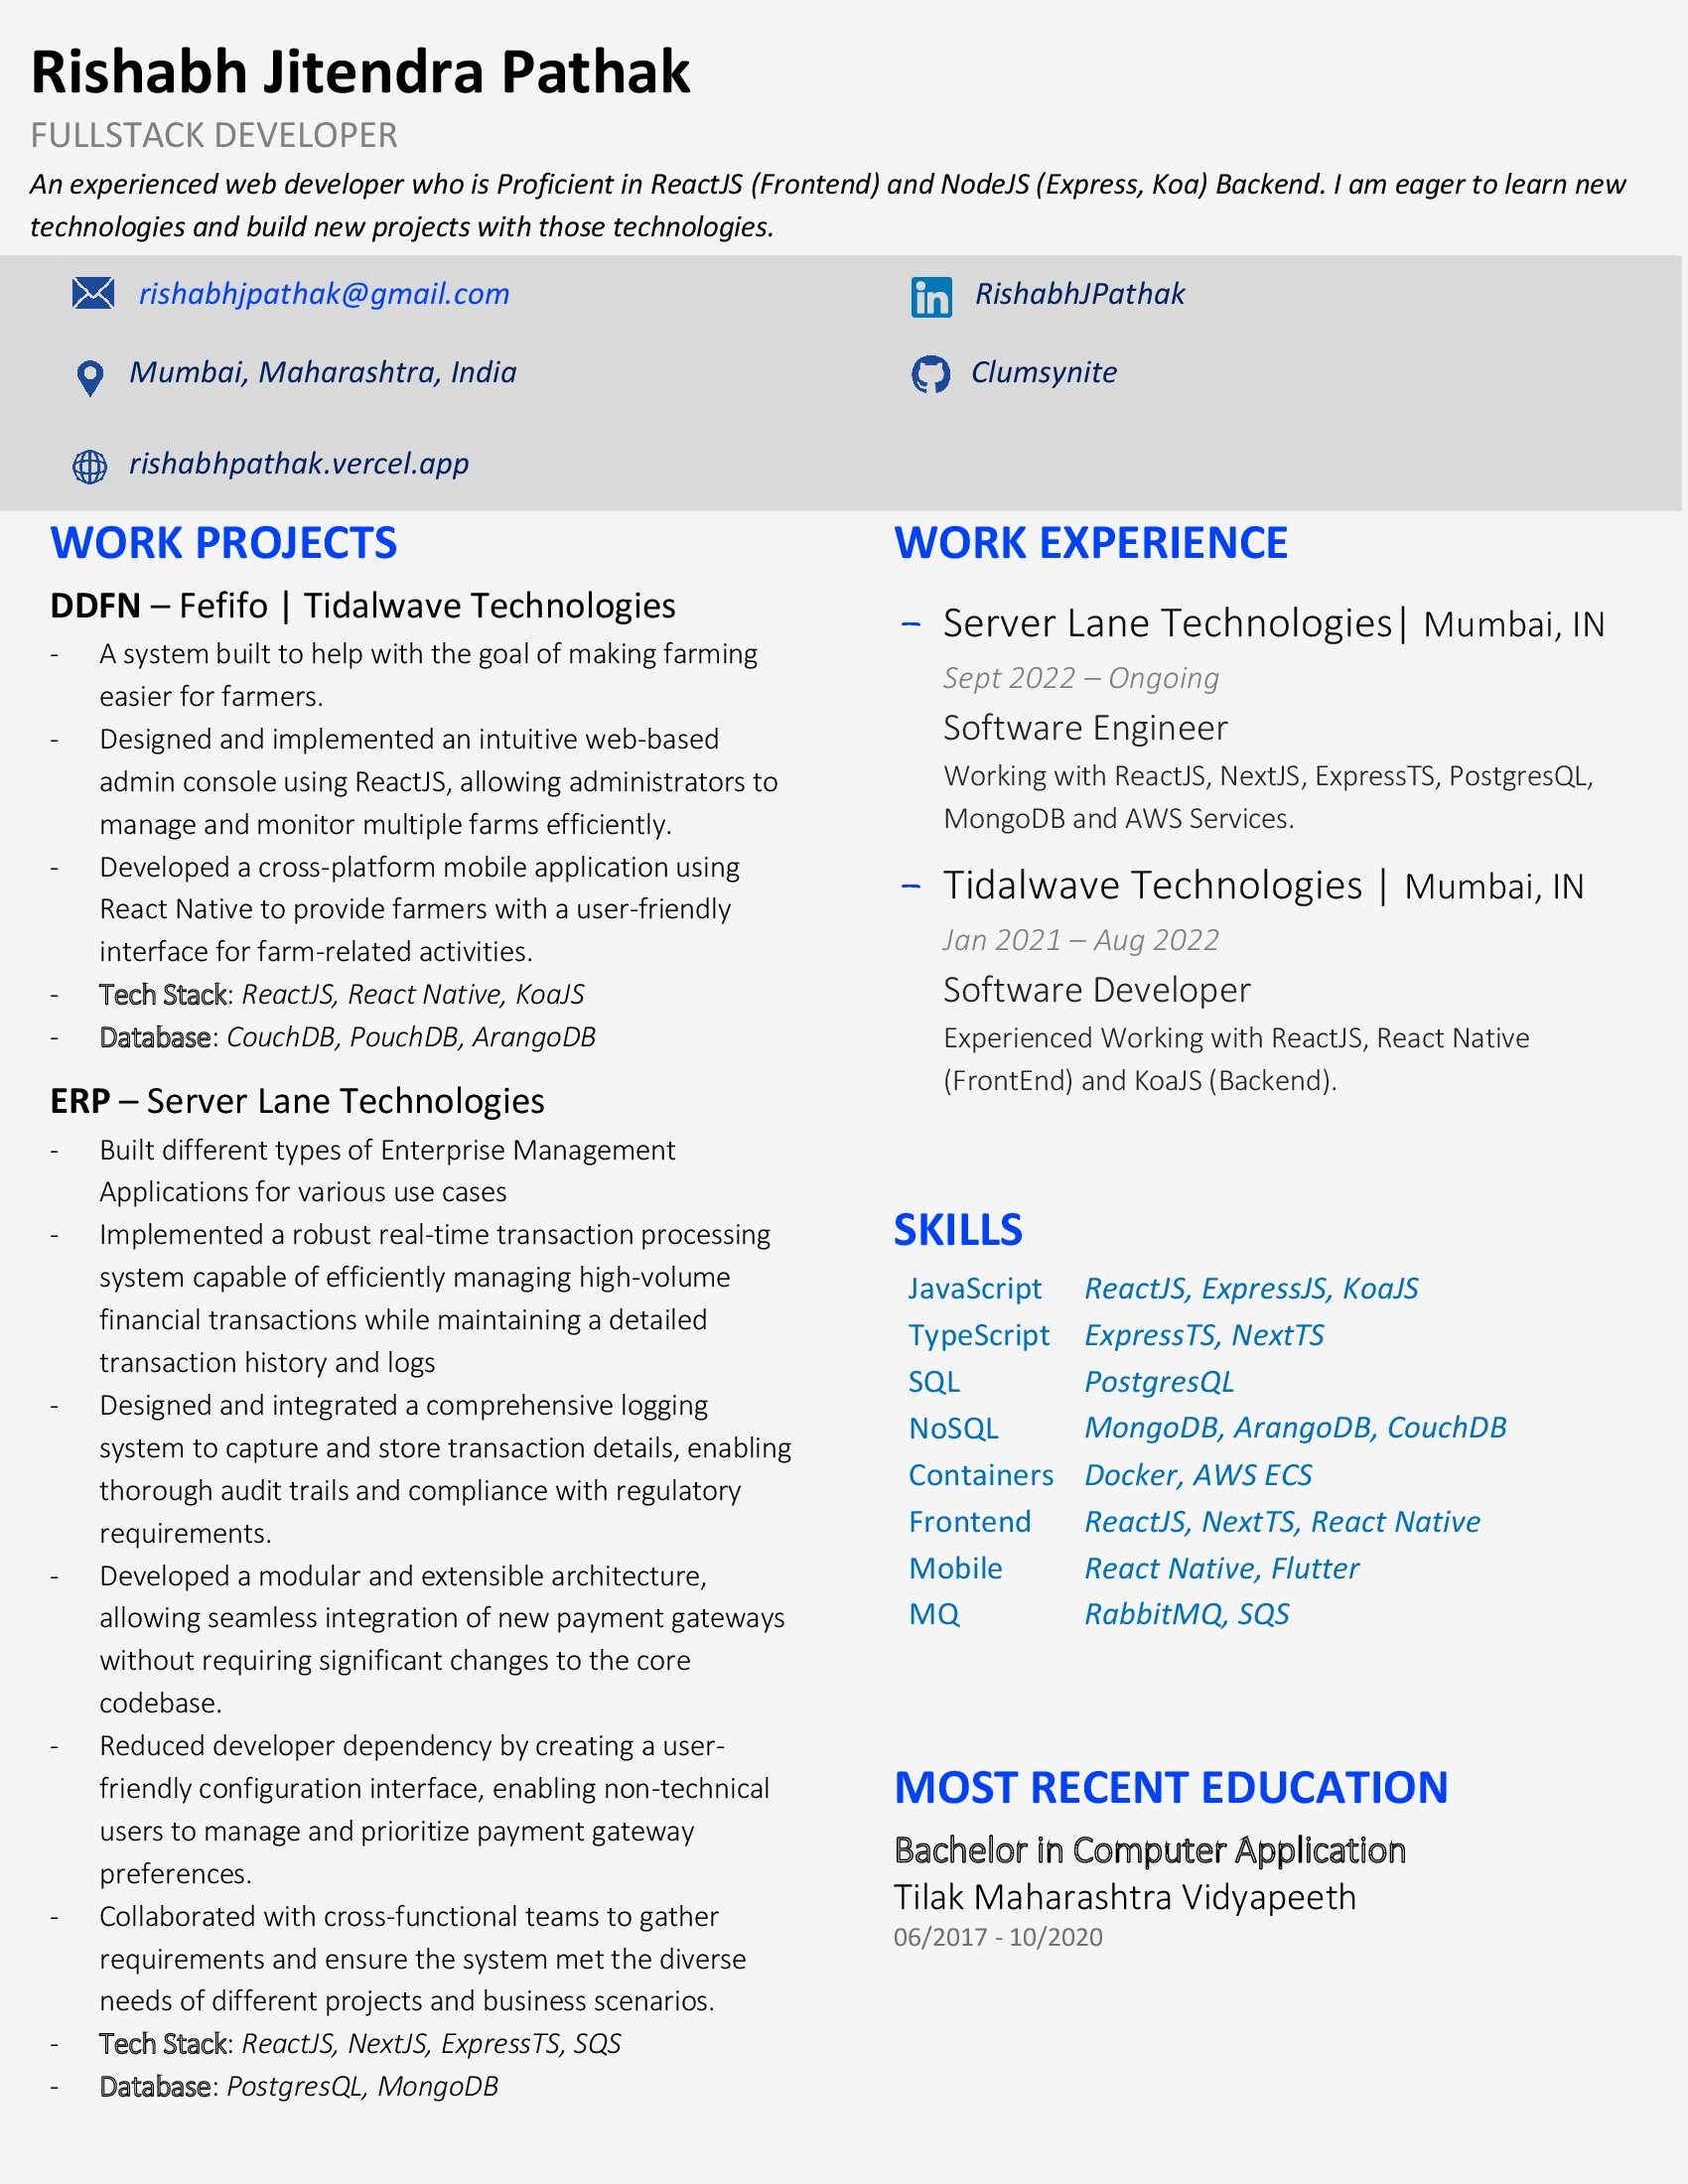 Rishabh Jitendra Pathak
FULLSTACK DEVELOPER
An experienced web developer who is Proficient in ReactJS (Frontend) and NodeJS (Express, Koa) Backend. I am eager to learn new
technologies and build new projects with those technologies.
rishabhjpathak@gmail.com
RishabhJPathak
Mumbai, Maharashtra, India
Clumsynite
rishabhpathak.vercel.app
WORK PROJECTS
DDFN – Fefifo | Tidalwave Technologies
- A system built to help with the goal of making farming
easier for farmers.
- Designed and implemented an intuitive web-based
admin console using ReactJS, allowing administrators to
manage and monitor multiple farms efficiently.
- Developed a cross-platform mobile application using
React Native to provide farmers with a user-friendly
interface for farm-related activities.
- Tech Stack: ReactJS, React Native, KoaJS
- Database: CouchDB, PouchDB, ArangoDB
ERP – Server Lane Technologies
- Built different types of Enterprise Management
Applications for various use cases
- Implemented a robust real-time transaction processing
system capable of efficiently managing high-volume
financial transactions while maintaining a detailed
transaction history and logs
- Designed and integrated a comprehensive logging
system to capture and store transaction details, enabling
thorough audit trails and compliance with regulatory
requirements.
- Developed a modular and extensible architecture,
allowing seamless integration of new payment gateways
without requiring significant changes to the core
codebase.
- Reduced developer dependency by creating a user-
friendly configuration interface, enabling non-technical
users to manage and prioritize payment gateway
preferences.
- Collaborated with cross-functional teams to gather
requirements and ensure the system met the diverse
needs of different projects and business scenarios.
- Tech Stack: ReactJS, NextJS, ExpressTS, SQS
- Database: PostgresQL, MongoDB
WORK EXPERIENCE
– Server Lane Technologies| Mumbai, IN
Sept 2022 – Ongoing
Software Engineer
Working with ReactJS, NextJS, ExpressTS, PostgresQL,
MongoDB and AWS Services.
– Tidalwave Technologies | Mumbai, IN
Jan 2021 – Aug 2022
Software Developer
Experienced Working with ReactJS, React Native
(FrontEnd) and KoaJS (Backend).
SKILLS
JavaScript ReactJS, ExpressJS, KoaJS
TypeScript ExpressTS, NextTS
SQL PostgresQL
NoSQL MongoDB, ArangoDB, CouchDB
Containers Docker, AWS ECS
Frontend ReactJS, NextTS, React Native
Mobile React Native, Flutter
MQ RabbitMQ, SQS
MOST RECENT EDUCATION
Bachelor in Computer Application
Tilak Maharashtra Vidyapeeth
06/2017 - 10/2020